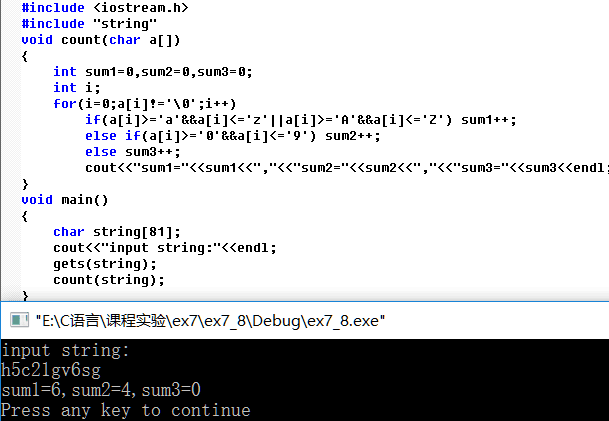 #include <iostream.h>
#include "string"
void count(char a[])
{
int sum1=0,sum2=0,sum3=0;
int i;
for(i=0;a[i]!='\0';i++)
if(a[i]>='a'&&a[i]<='z'||a[i]>='A'&&a[i]<='Z') sum1++;
else if(a[i]>='0'&&a[i]<='9') sum2++;
else sum3++;
cout<<"sum1="<<sum1<<","<<"sum2="<<sum2<<","<<"sum3="<<sum3<<endl;
}
void main()
{
char string[81];
cout<<"input string:"<<endl;
gets(string);
count(string);
}
"E:\C语言\课程实验\ex7\ex7_8\Debug\ex7_8.exe"
input string:
h5c21gv6sg
sum1=6,sum2=4,sum3=0
Press any key to continue